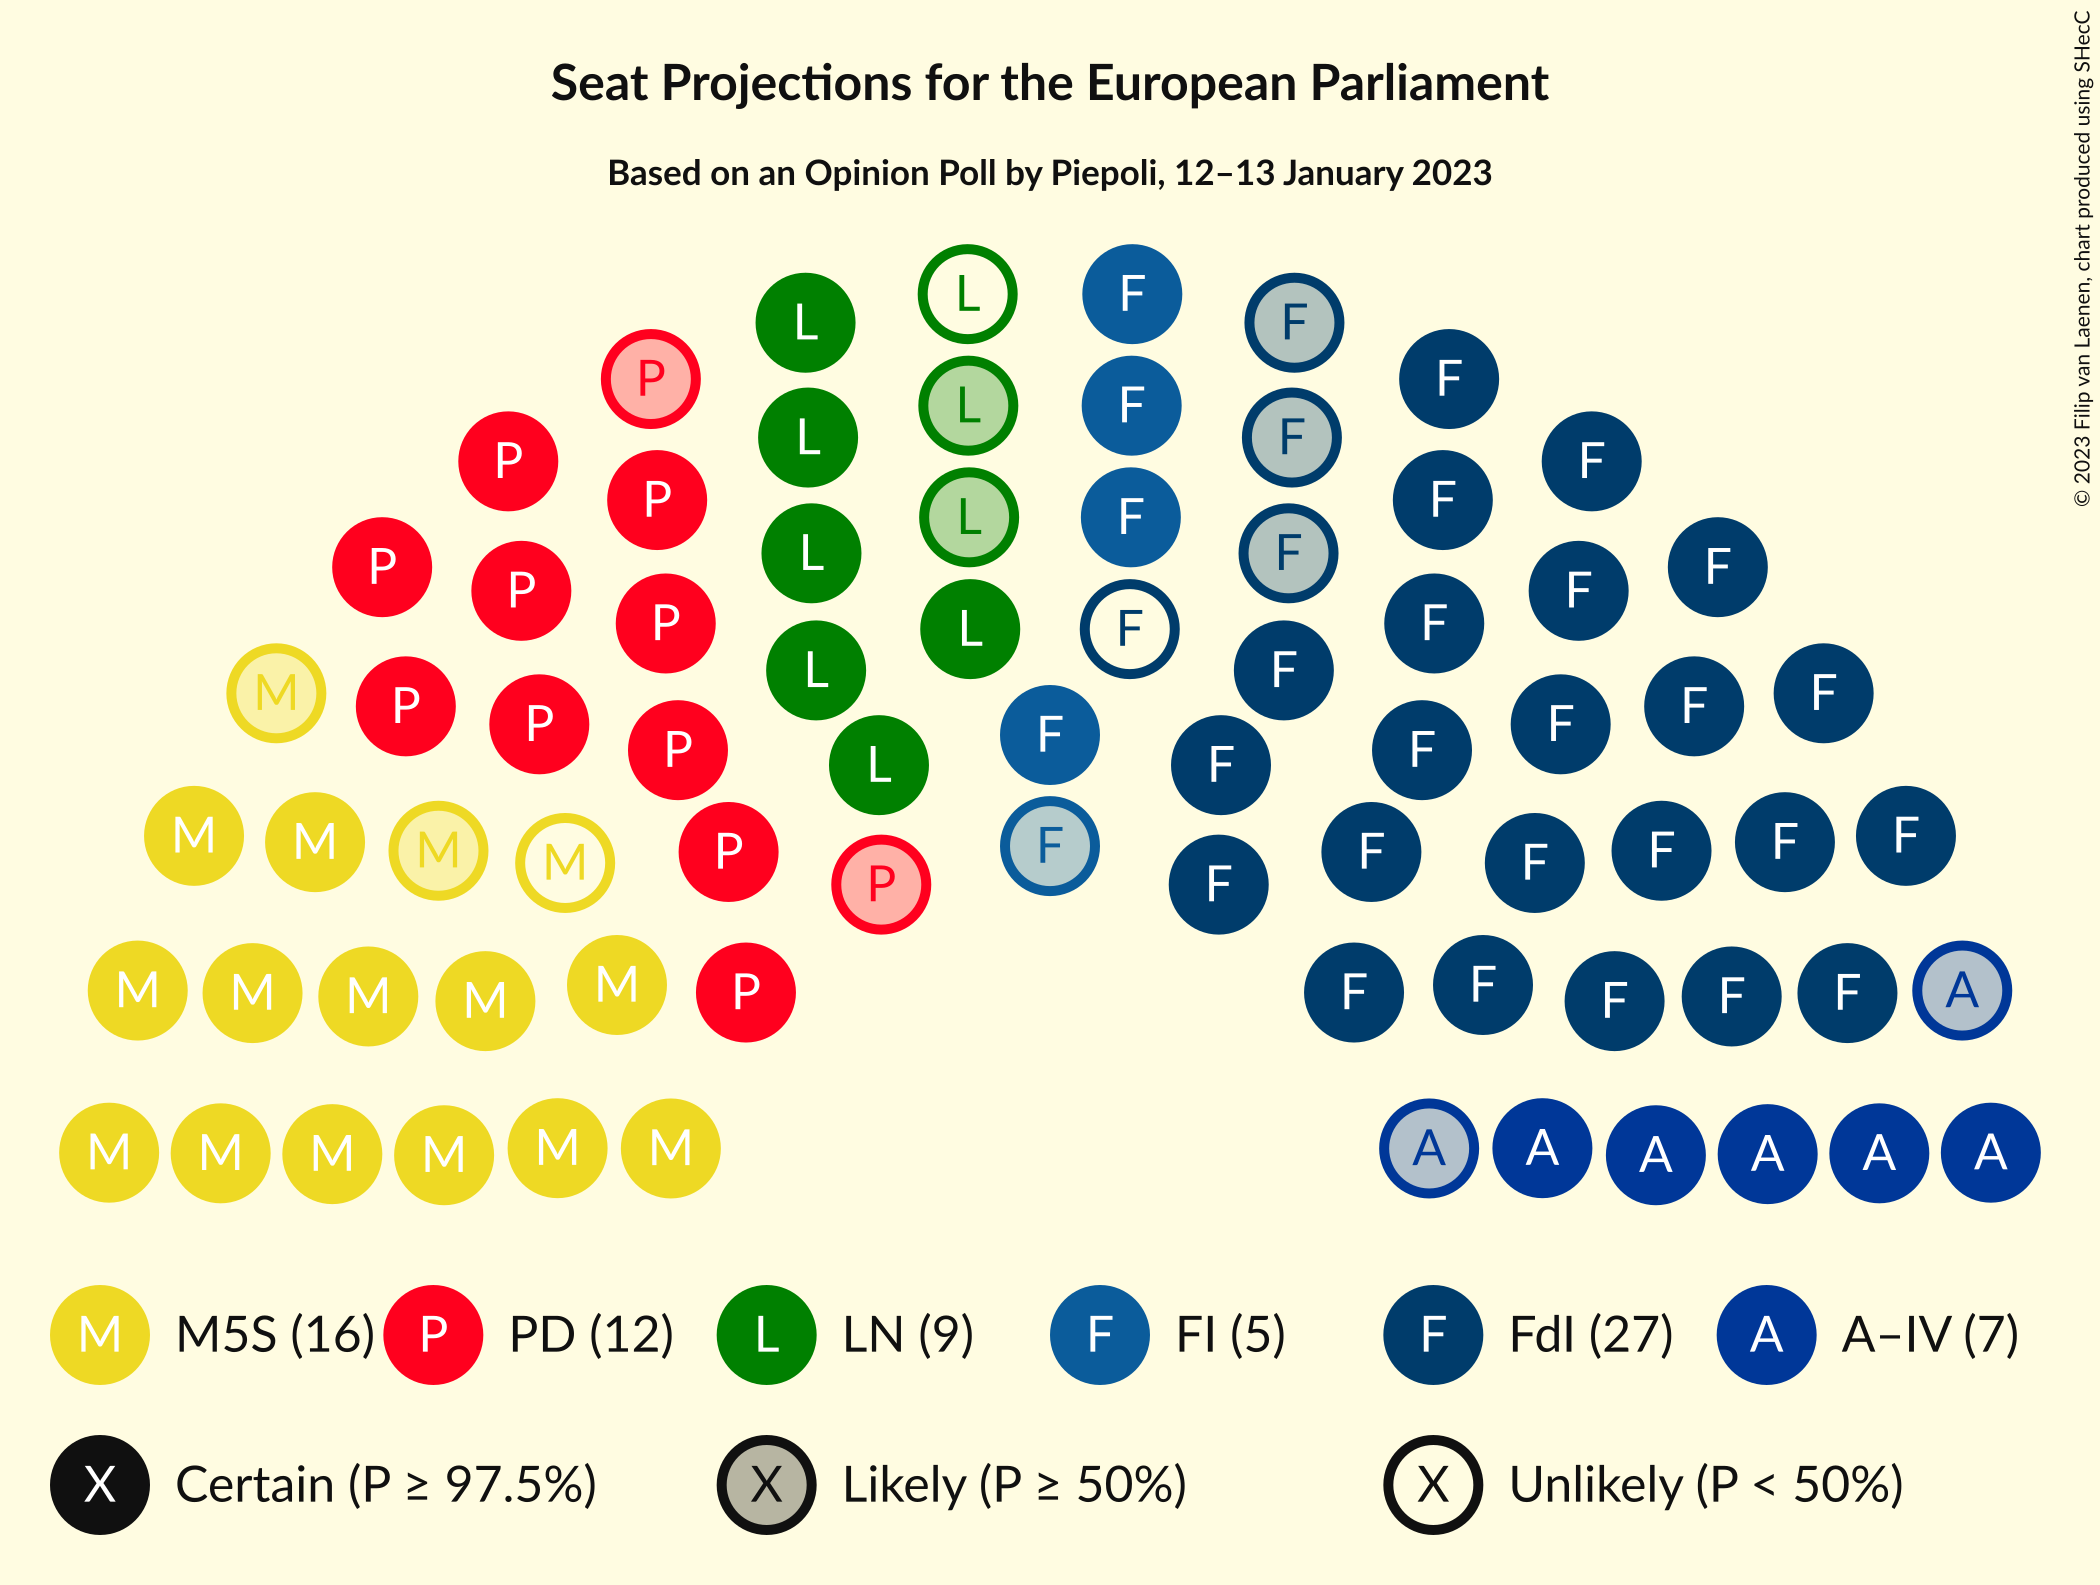 Seat Projections for the European Parliament
Based on an Opinion Poll by Piepoli, 12–13 January 2023
© 2023 Filip van Laenen, chart produced using SHecC
L F
L F F
P L F F
P L F F F
P L F F F
P P L F F F F
P P L F F F F F
M P L F F F F F
P P P L F F F F F F
M M M M P P F F F F F F F
M M M M M P F F F F F A
M M M M M M A A A A A A
M M5S (16) P PD (12) L LN (9) F FI (5) F FdI (27) A A–IV (7)
X Certain (P ≥ 97.5%) X Likely (P ≥ 50%) X Unlikely (P < 50%)